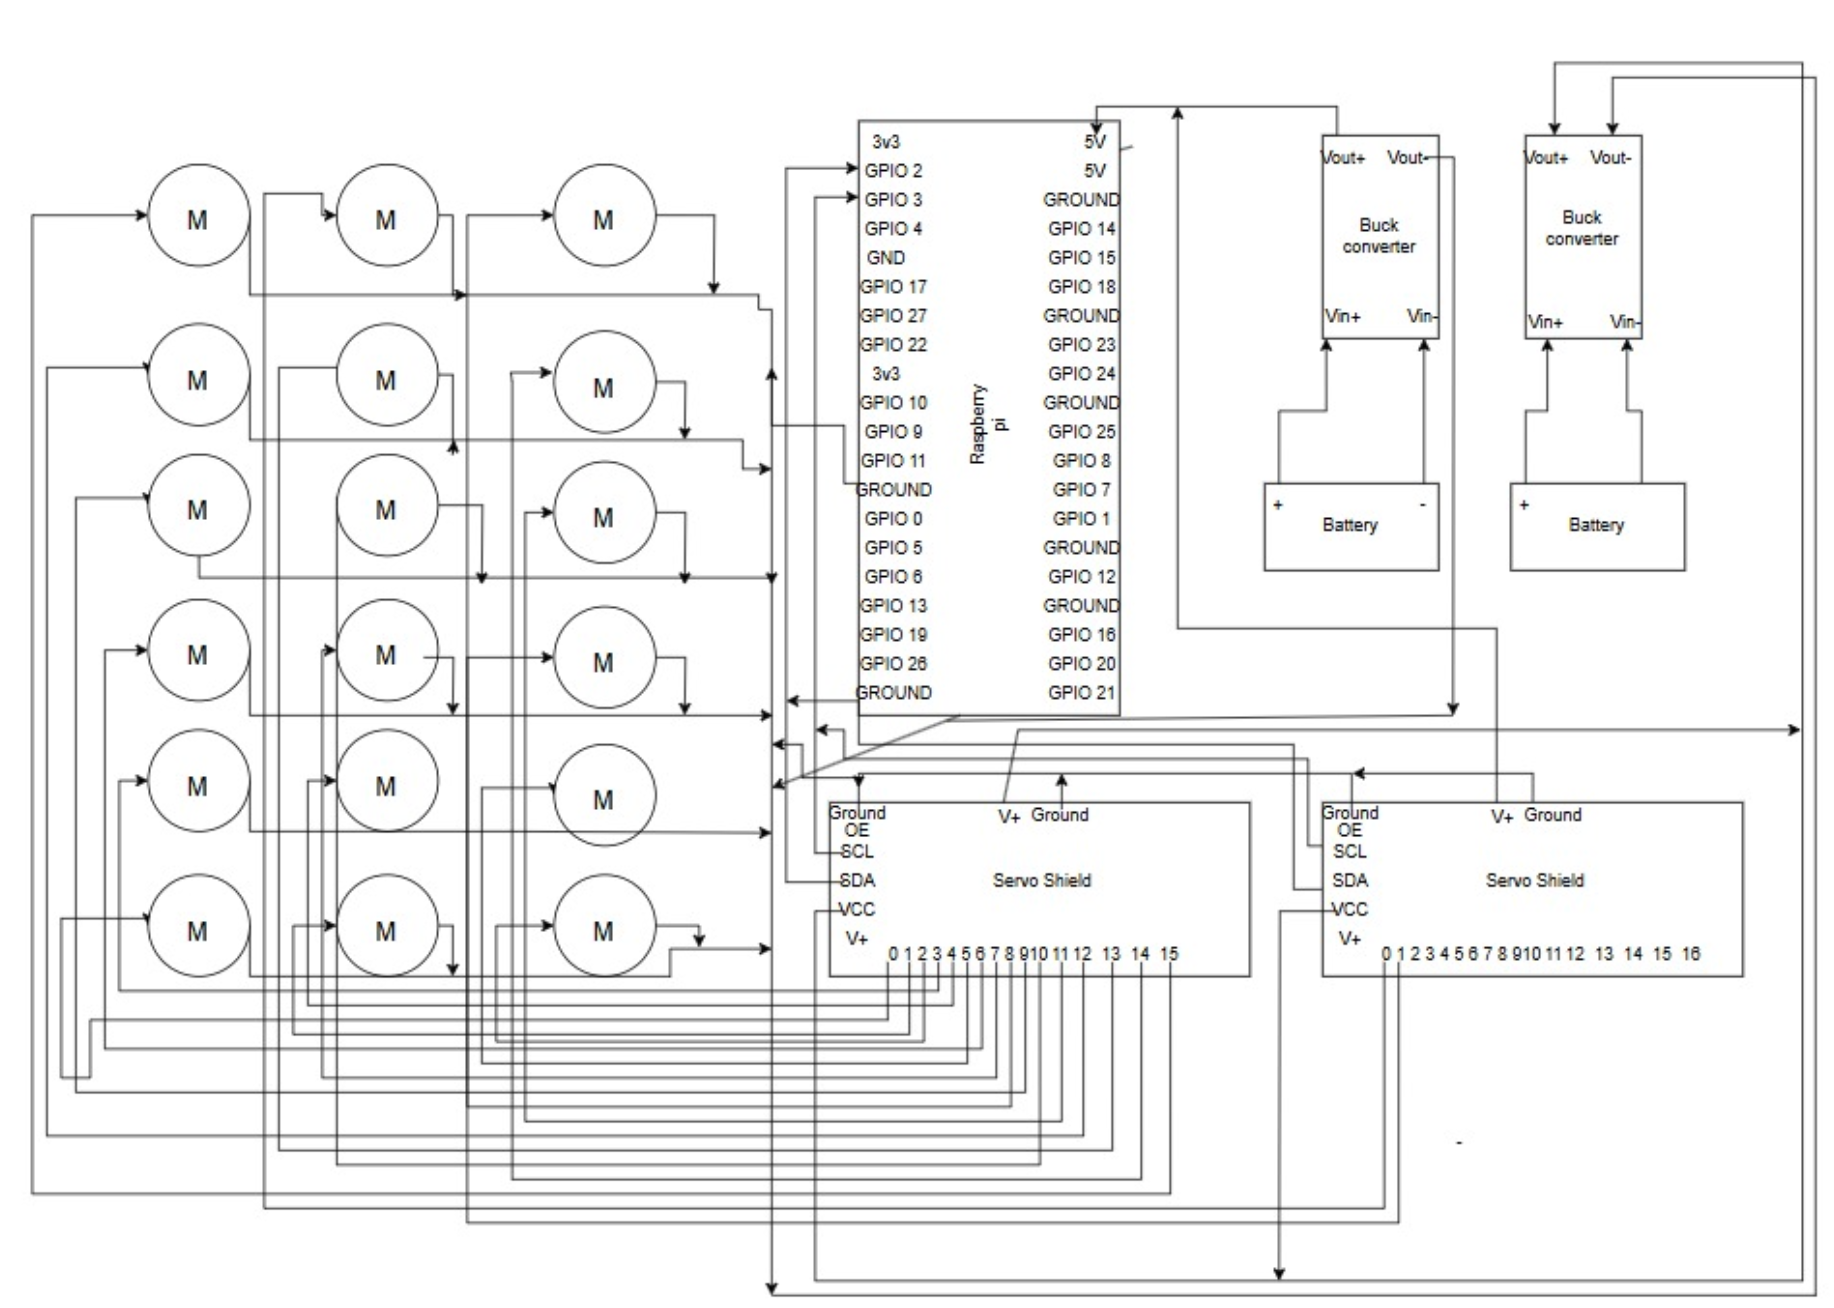 M M M
M M M
M M M
M M M
M M M
M M M
3v3 5V
GPIO 2 5V
GPIO 3 GROUND
GPIO 4 GPIO 14
GND GPIO 15
GPIO 17 GPIO 18
GPIO 27 GROUND
GPIO 22 GPIO 23
3v3 GPIO 24
GPIO 10 GROUND
GPIO 9 GPIO 25
GPIO 11 GPIO 8
GROUND GPIO 7
GPIO 0 GPIO 1
GPIO 5 GROUND
GPIO 6 GPIO 12
GPIO 13 GROUND
GPIO 19 GPIO 16
GPIO 26 GPIO 20
GROUND GPIO 21
Raspberry
pi
Vout+ Vout-
Buck
converter
Vin+ Vin-
Vout+ Vout-
Buck
converter
Vin+ Vin-
+ -
Battery
+
Battery
Ground V+ Ground
OE
SCL
SDA Servo Shield
VCC
V+
0 1 2 3 4 5 6 7 8 9 10 11 12 13 14 15
Ground V+ Ground
OE
SCL
SDA Servo Shield
VCC
V+
0 1 2 3 4 5 6 7 8 9 10 11 12 13 14 15 16
-